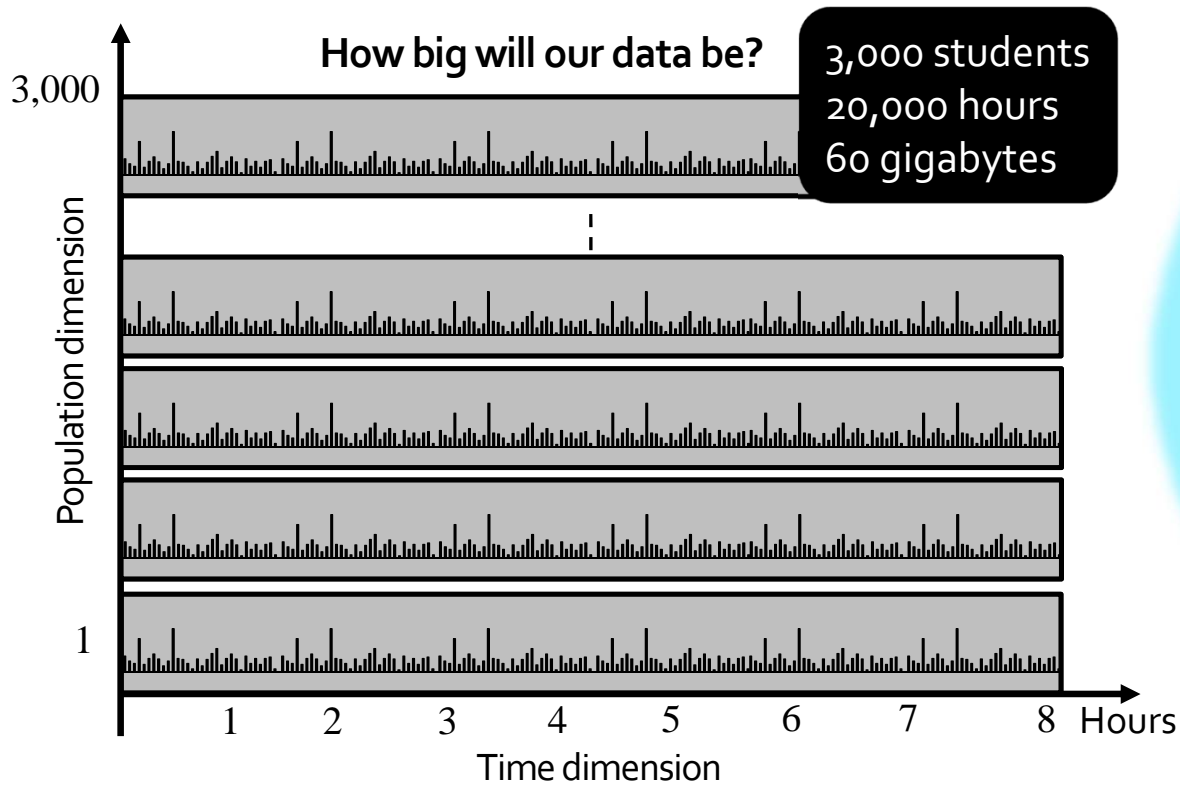 How big will our data be?
3,000 students
20,000 hours
60 gigabytes
3,000
Population dimension
1
1 2 3 4 5 6 7 8 Hours
Time dimension